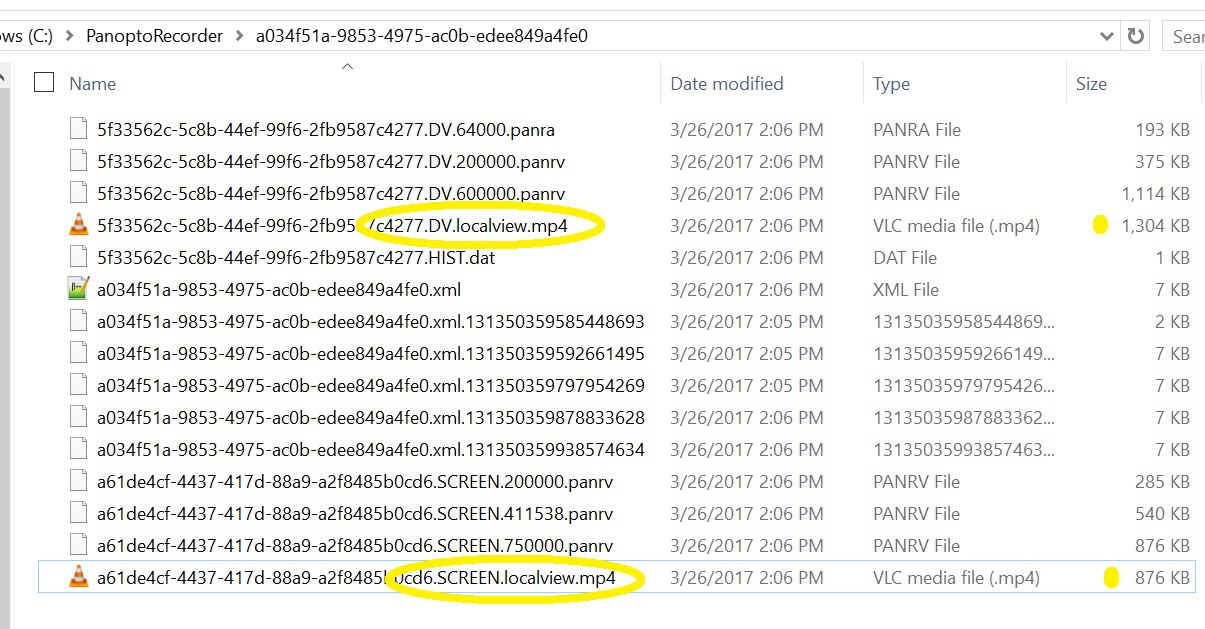 ws (C:) > PanoptoRecorder > a034f51a-9853-4975-ac0b-edee849a4fe0 Sear
Name Date modified Type Size
5f33562c-5c8b-44ef-99f6-2fb9587c4277.DV.64000.panra 3/26/2017 2:06 PM PANRA File 193 KB
5f33562c-5c8b-44ef-99f6-2fb9587c4277.DV.200000.panrv 3/26/2017 2:06 PM PANRV File 375 KB
5f33562c-5c8b-44ef-99f6-2fb9587c4277.DV.600000.panrv 3/26/2017 2:06 PM PANRV File 1,114 KB
5f33562c-5c8b-44ef-99f6-2fb9587c4277.DV.localview.mp4 3/26/2017 2:06 PM VLC media file (.mp4) 1,304 KB
5f33562c-5c8b-44ef-99f6-2fb9587c4277.HIST.dat 3/26/2017 2:06 PM DAT File 1 KB
a034f51a-9853-4975-ac0b-edee849a4fe0.xml 3/26/2017 2:06 PM XML File 7 KB
a034f51a-9853-4975-ac0b-edee849a4fe0.xml.131350359585448693 3/26/2017 2:05 PM 13135035958544869... 2 KB
a034f51a-9853-4975-ac0b-edee849a4fe0.xml.131350359592661495 3/26/2017 2:05 PM 13135035959266149... 7 KB
a034f51a-9853-4975-ac0b-edee849a4fe0.xml.131350359797954269 3/26/2017 2:05 PM 13135035979795426... 7 KB
a034f51a-9853-4975-ac0b-edee849a4fe0.xml.131350359878833628 3/26/2017 2:06 PM 13135035987883362... 7 KB
a034f51a-9853-4975-ac0b-edee849a4fe0.xml.131350359938574634 3/26/2017 2:06 PM 13135035993857463... 7 KB
a61de4cf-4437-417d-88a9-a2f8485b0cd6.SCREEN.200000.panrv 3/26/2017 2:06 PM PANRV File 285 KB
a61de4cf-4437-417d-88a9-a2f8485b0cd6.SCREEN.411538.panrv 3/26/2017 2:06 PM PANRV File 540 KB
a61de4cf-4437-417d-88a9-a2f8485b0cd6.SCREEN.750000.panrv 3/26/2017 2:06 PM PANRV File 876 KB
a61de4cf-4437-417d-88a9-a2f8485b0cd6.SCREEN.localview.mp4 3/26/2017 2:06 PM VLC media file (.mp4) 876 KB